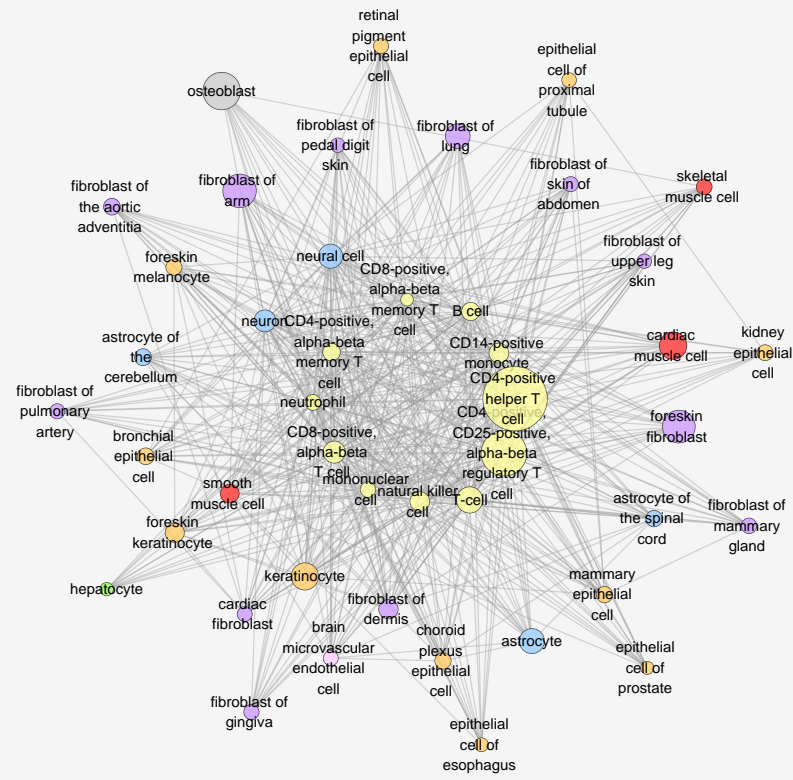 retinal
pigment
epithelial
cell
epithelial
cell of
proximal
tubule
osteoblast
fibroblast of
pedal digit
skin
fibroblast of
lung
fibroblast of
arm
fibroblast of
skin of
abdomen
skeletal
muscle cell
fibroblast of
the aortic
adventitia
foreskin
melanocyte
neural cell
fibroblast of
upper leg
skin
CD8-positive,
alpha-beta
memory T
cell
B cell
neuron
CD4-positive,
alpha-beta
memory T
cell
CD14-positive
monocyte
cardiac
muscle cell
kidney
epithelial
cell
astrocyte of
the
cerebellum
CD4-positive
helper T
cell
neutrophil
CD4-positive,
CD25-positive,
alpha-beta
regulatory T
cell
fibroblast of
pulmonary
artery
foreskin
fibroblast
bronchial
epithelial
cell
CD8-positive,
alpha-beta
T cell
mononuclear
cell
natural killer
cell
T-cell
smooth
muscle cell
astrocyte of
the spinal
cord
fibroblast of
mammary
gland
foreskin
keratinocyte
hepatocyte
keratinocyte
mammary
epithelial
cell
cardiac
fibroblast
fibroblast of
dermis
brain
microvascular
endothelial
cell
choroid
plexus
epithelial
cell
astrocyte
epithelial
cell of
prostate
fibroblast of
gingiva
epithelial
cell of
esophagus